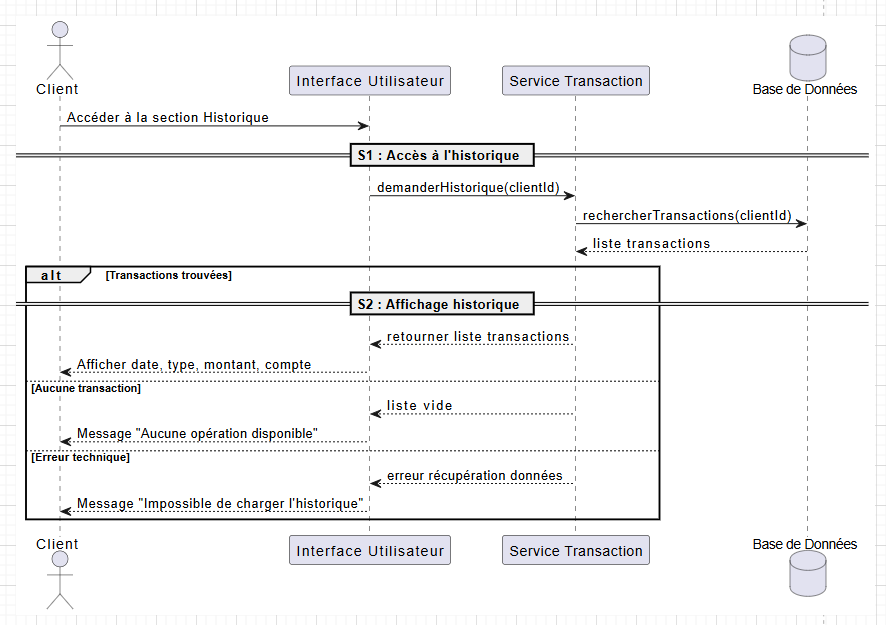 Client
Interface Utilisateur
Service Transaction
Base de Données
Accéder à la section Historique
S1 : Accès à l'historique
demanderHistorique(clientId)
rechercherTransactions(clientId)
liste transactions
alt
[Transactions trouvées]
S2 : Affichage historique
retourner liste transactions
Afficher date, type, montant, compte
[Aucune transaction]
liste vide
Message "Aucune opération disponible"
[Erreur technique]
erreur récupération données
Message "Impossible de charger l'historique"
Client
Interface Utilisateur
Service Transaction
Base de Données